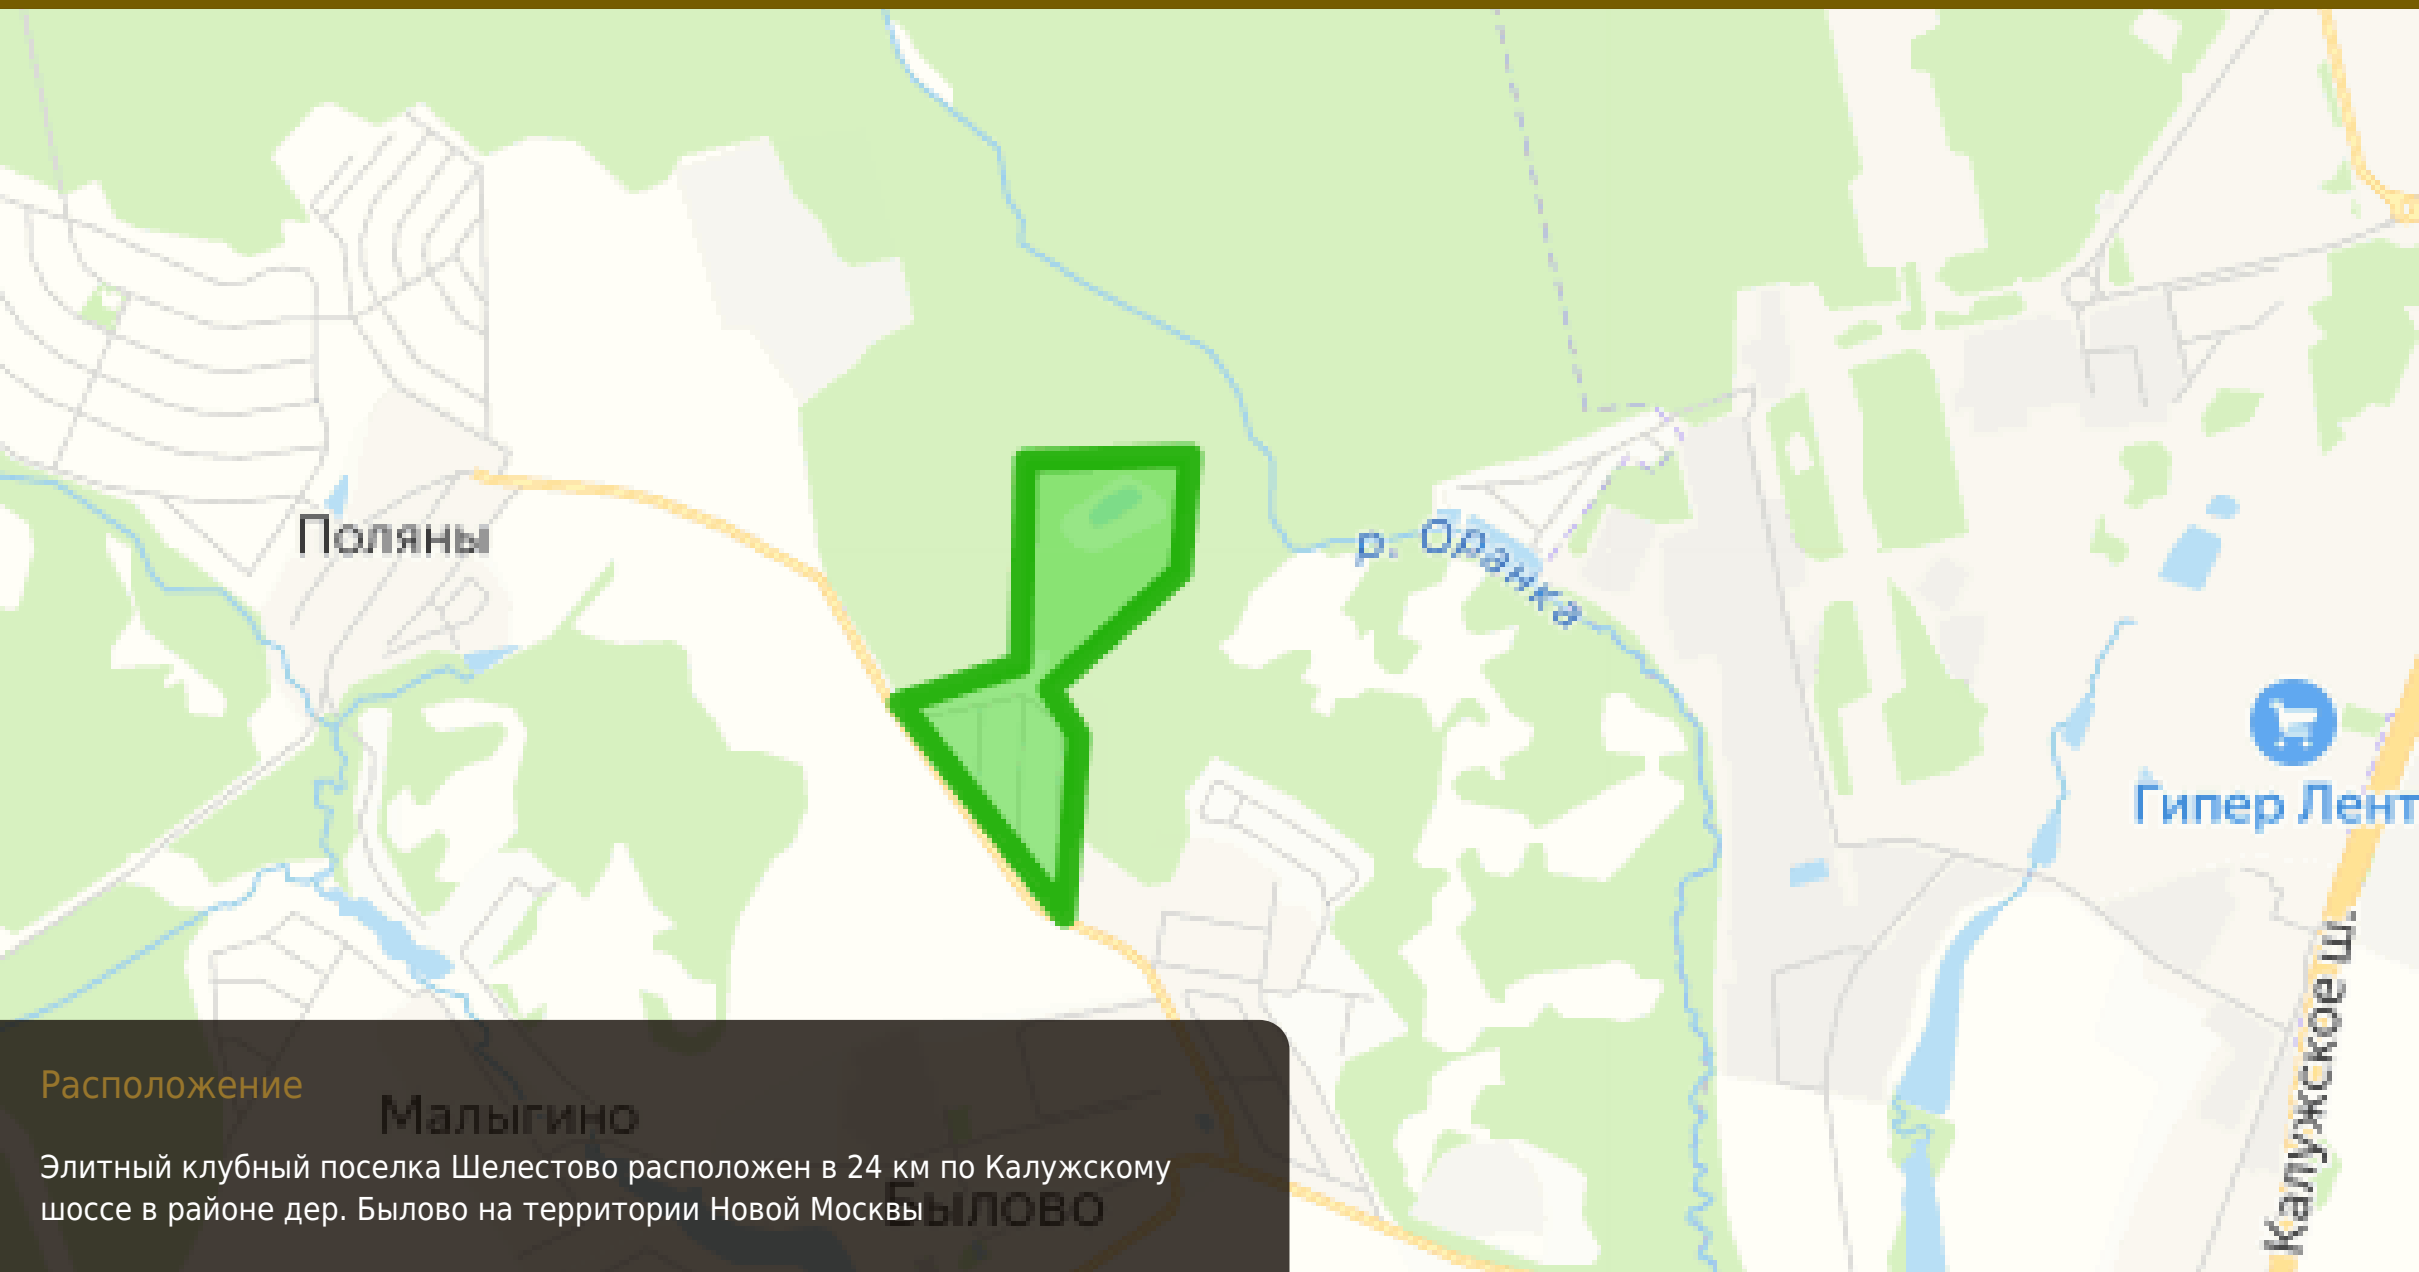 Поляны
р. Оранка
Гипер Лент
Калужское ш.
Расположение
Малыгино
Элитный клубный поселка Шелестово расположен в 24 км по Калужскому
шоссе в районе дер. Былово на территории Новой Москвы
Былово